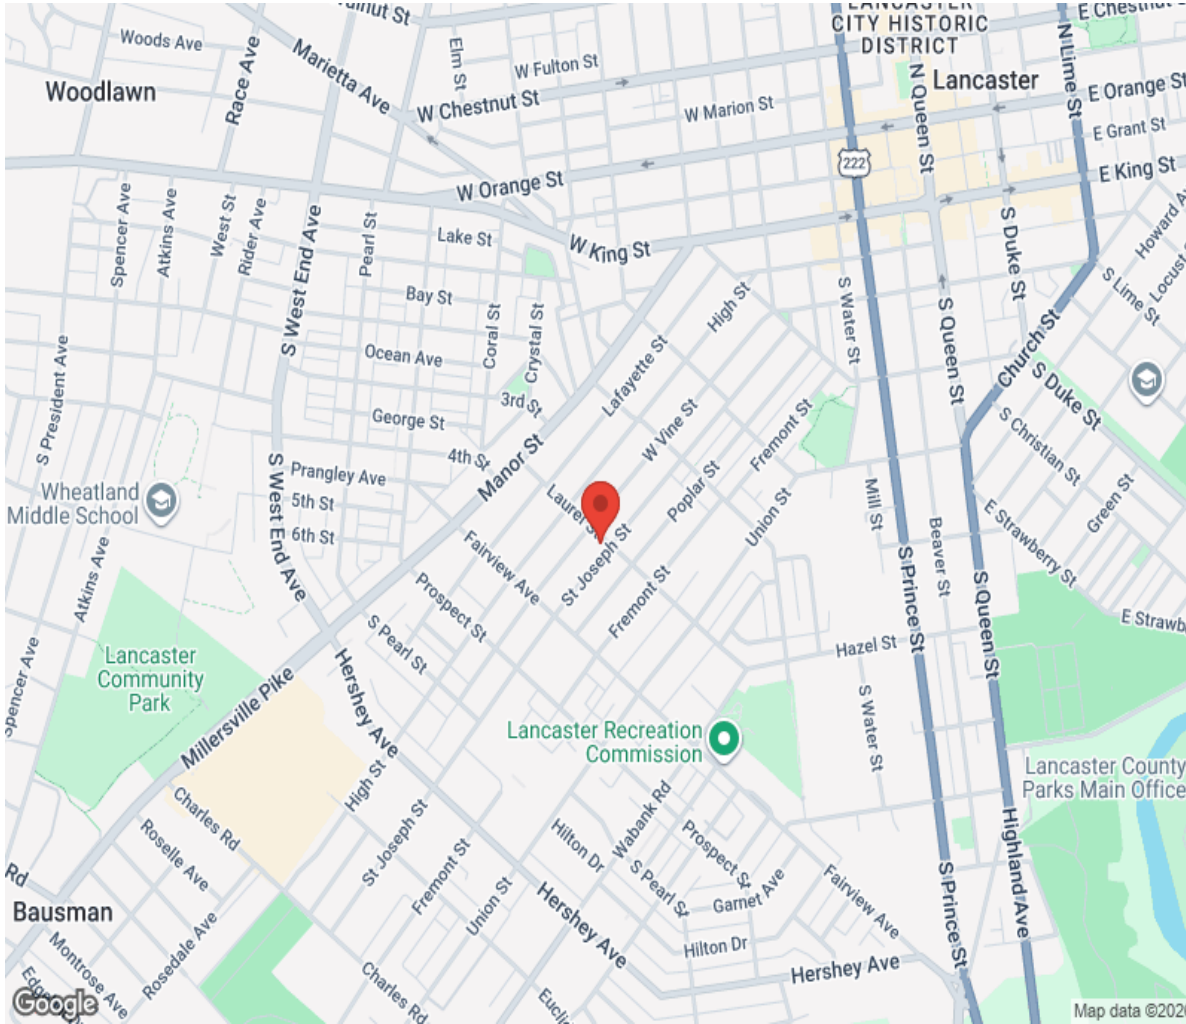 Walnut St
LANCASTER
CITY HISTORIC
DISTRICT
E Chestnut S
Woods Ave
Marietta Ave
Elm St
W Fulton St
N Lime St
Woodlawn
Race Ave
W Chestnut St
W Marion St
N Queen St
Lancaster
E Orange St
E Grant St
222
W Orange St
E King St
Spencer Ave
Atkins Ave
West St
Rider Ave
S West End Ave
Pearl St
Lake St
W King St
S Duke St
Howard A
Locust S
S Lime St
Bay St
Coral St
Crystal St
High St
S Water St
S Queen St
Church St
S President Ave
Ocean Ave
Lafayette St
S Duke St
George St
3rd St
W Vine St
Fremont St
S Christian St
4th St
Manor St
Prangley Ave
Poplar St
Green St
Wheatland
Middle School
S West End Ave
5th St
6th St
Laurel St
Union St
Mill St
E Strawberry St
Atkins Ave
Fairview Ave
St Joseph St
S Prince St
Beaver St
Prospect St
Fremont St
S Queen St
E Strawb
S Pearl St
Hazel St
Spencer Ave
Lancaster
Community
Park
Millersville Pike
Hershey Ave
S Water St
Lancaster Recreation
Commission
Lancaster County
Parks Main Office
High St
Charles Rd
Wabank Rd
Highland Ave
Roselle Ave
St Joseph St
Hilton Dr
Prospect St
Rd
Fremont St
S Pearl St
Garnet Ave
Fairview Ave
S Prince St
Bausman
Union St
Hershey Ave
Hilton Dr
Montrose Ave
Rosedale Ave
Hershey Ave
Charles Rd
Euclid
Google
Map data ©2026